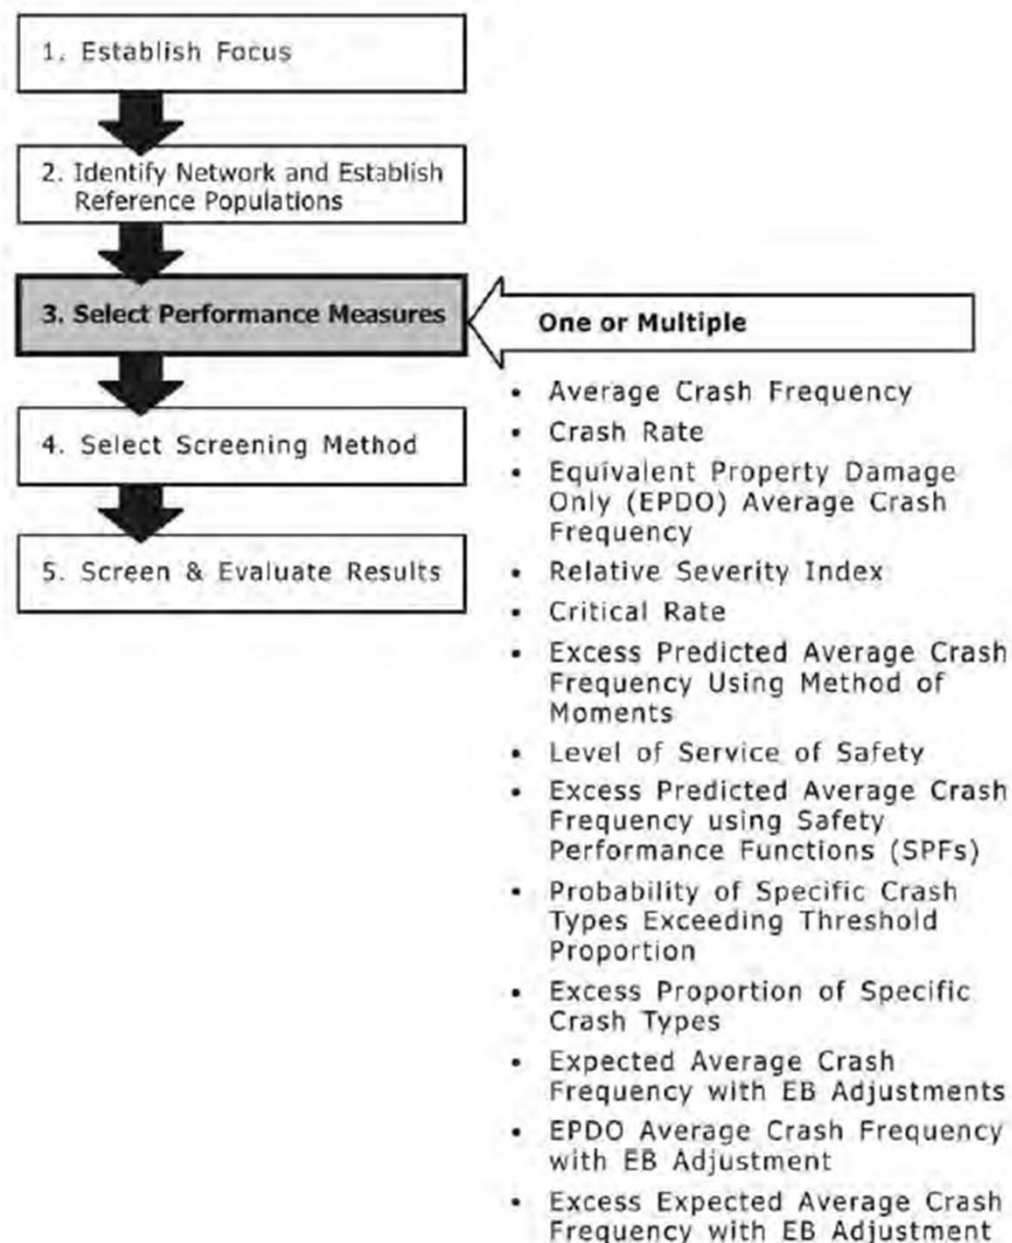 1. Establish Focus
2. Identify Network and Establish
Reference Populations
3. Select Performance Measures
One or Multiple
4. Select Screening Method
5. Screen & Evaluate Results
• Average Crash Frequency
• Crash Rate
• Equivalent Property Damage
Only (EPDO) Average Crash
Frequency
• Relative Severity Index
• Critical Rate
• Excess Predicted Average Crash
Frequency Using Method of
Moments
• Level of Service of Safety
• Excess Predicted Average Crash
Frequency using Safety
Performance Functions (SPFs)
• Probability of Specific Crash
Types Exceeding Threshold
Proportion
• Excess Proportion of Specific
Crash Types
• Expected Average Crash
Frequency with EB Adjustments
• EPDO Average Crash Frequency
with EB Adjustment
• Excess Expected Average Crash
Frequency with EB Adjustment